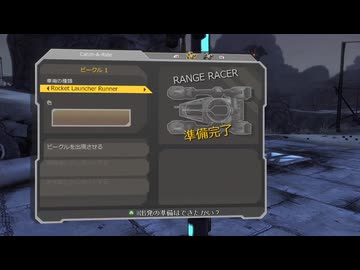 Catch-A-Ride
ビークル 1
車両の種類
Rocket Launcher Runner
色
ビークルを出現させる
RANGE RACER
準備完了
出発の準備はできたかい？